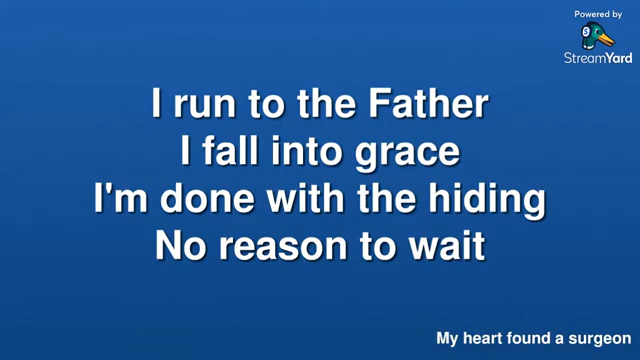 Powered by
StreamYard
I run to the Father
I fall into grace
I'm done with the hiding
No reason to wait
My heart found a surgeon